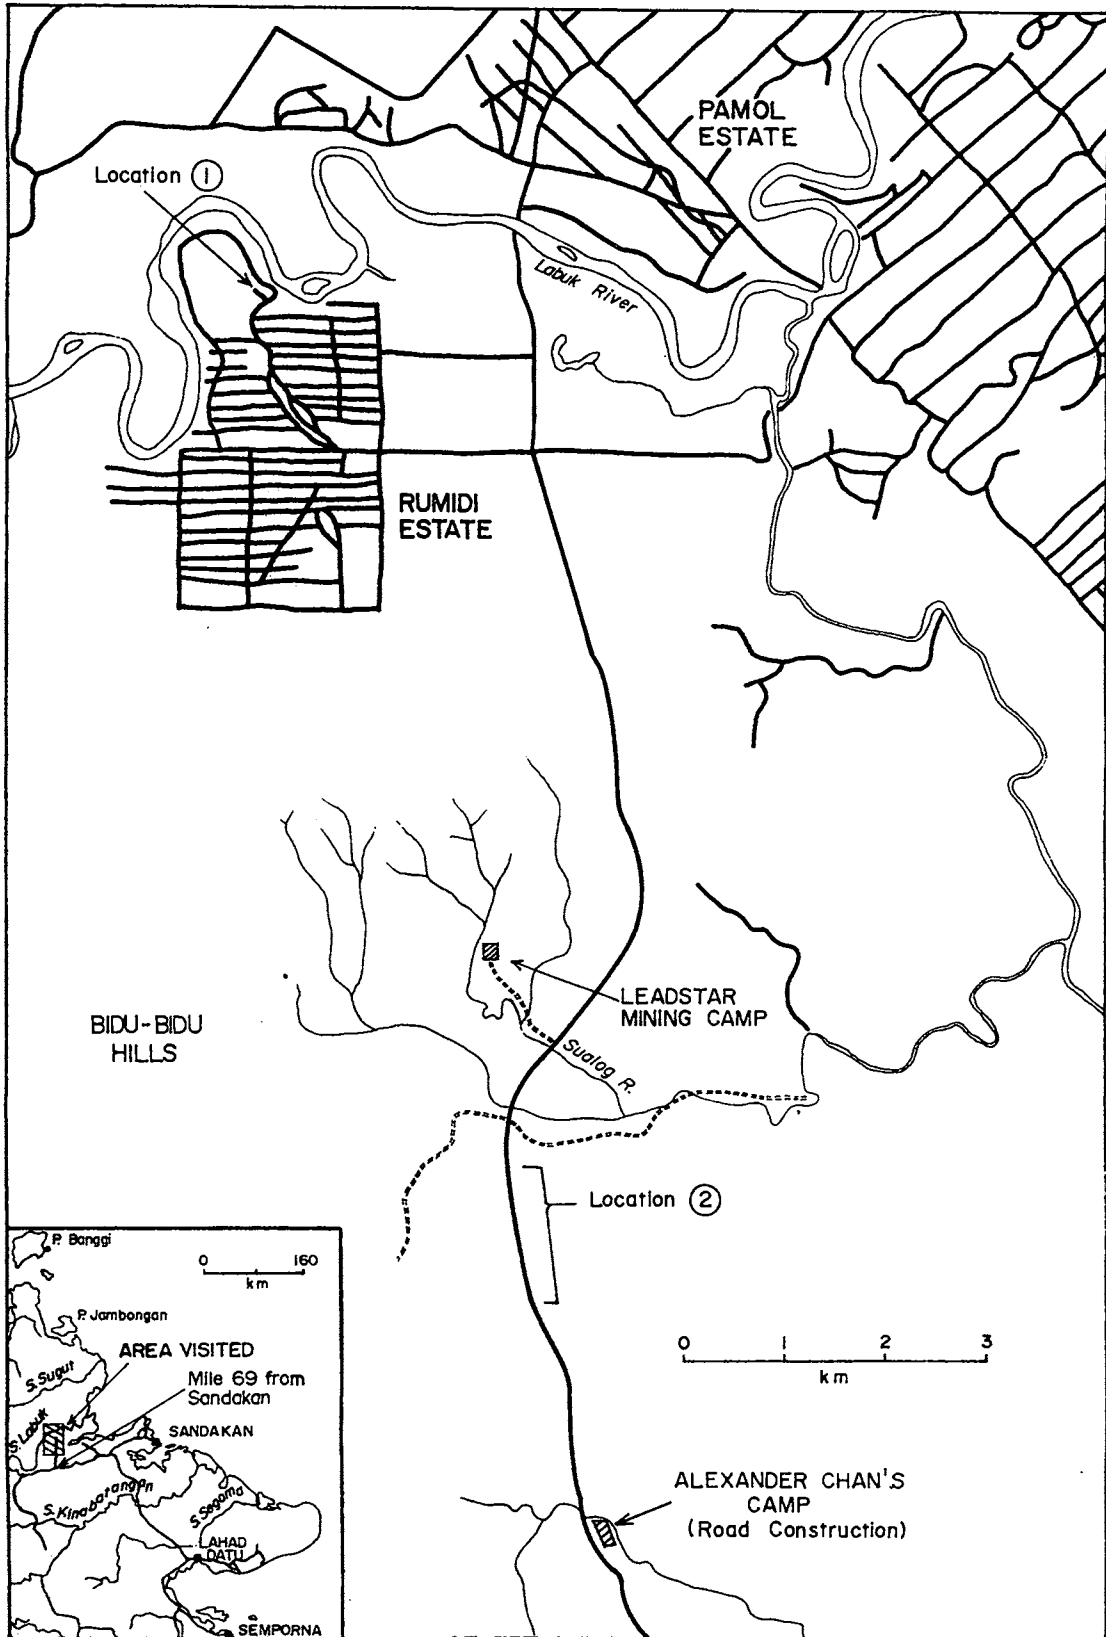 PAMOL
ESTATE
Location 1
Labuk River
RUMIDI
ESTATE
LEADSTAR
MINING CAMP
BIDU-BIDU
HILLS
Sualog R.
Location 2
P. Banggi
0 160
km
P. Jambongan
AREA VISITED
Mile 69 from
Sandakan
S. Sugut
S. Labuk
SANDAKAN
S. Kinabatangan
S. Segama
LAHAD
DATU
SEMPORNA
0 1 2 3
km
ALEXANDER CHAN'S
CAMP
(Road Construction)